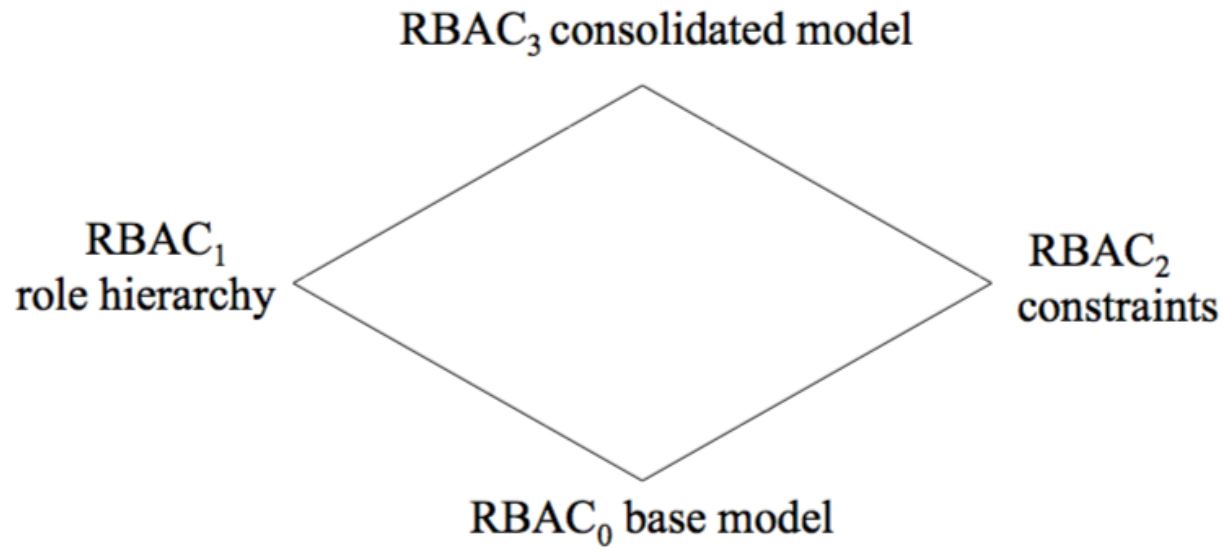 RBAC₃ consolidated model
RBAC₁
role hierarchy
RBAC₂
constraints
RBAC₀ base model